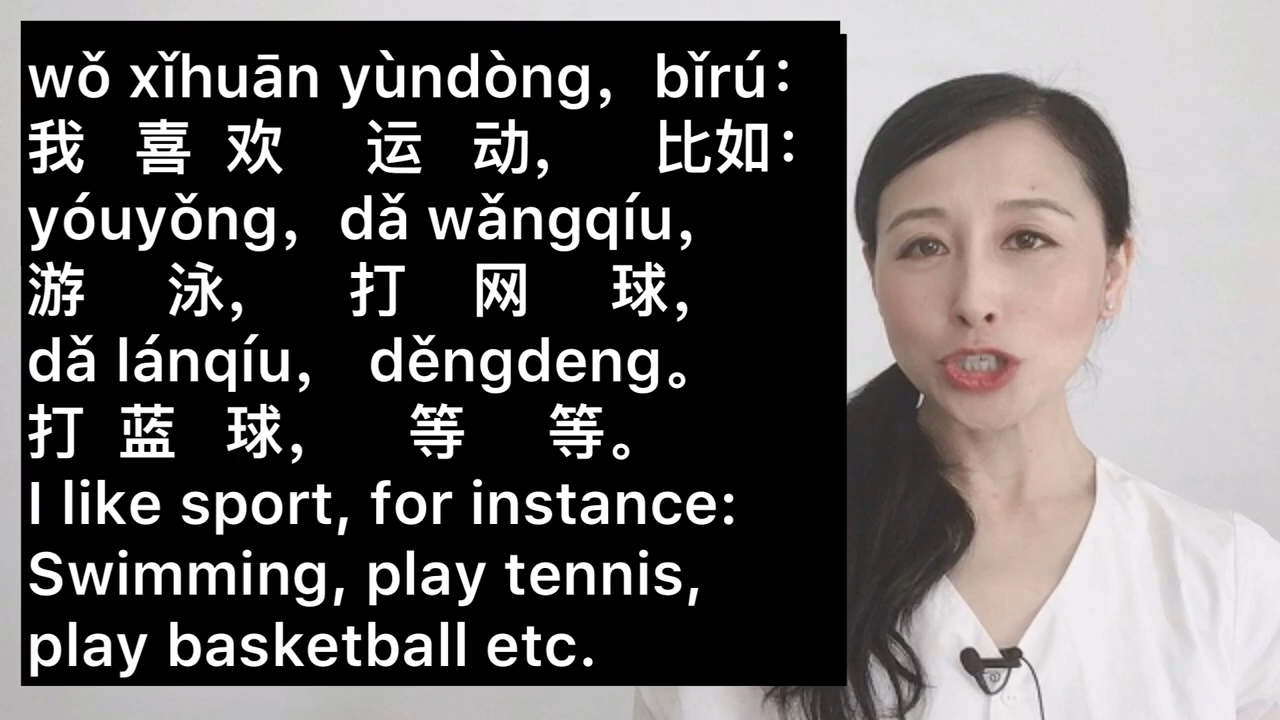 wǒ xǐhuān yùndòng，bǐrú：
我 喜 欢 运 动， 比如：
yóuyǒng，dǎ wǎngqíu，
游 泳， 打 网 球，
dǎ lánqíu， děngdeng。
打 蓝 球， 等 等。
I like sport, for instance:
Swimming, play tennis,
play basketball etc.